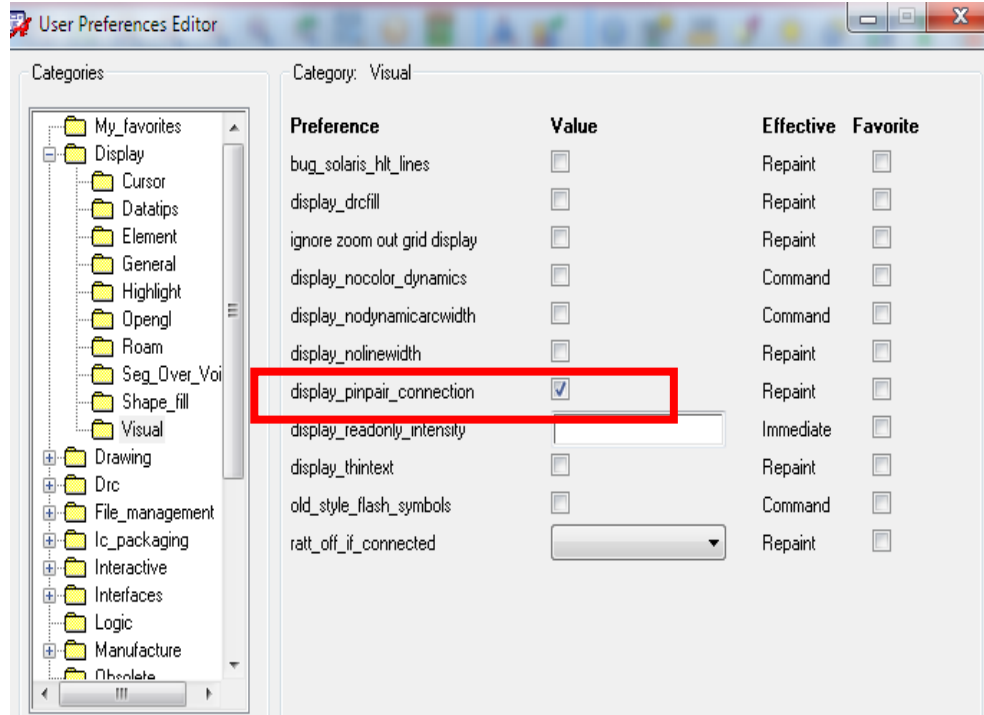 User Preferences Editor
X
Categories
My_favorites
Display
Cursor
Datatips
Element
General
Highlight
Opengl
Roam
Seg_Over_Voi
Shape_fill
Visual
Drawing
Drc
File_management
Ic_packaging
Interactive
Interfaces
Logic
Manufacture
Obsolete
Category: Visual
Preference Value Effective Favorite
bug_solaris_hlt_lines Repaint
display_drcfill Repaint
ignore zoom out grid display Repaint
display_nocolor_dynamics Command
display_nodynamicarcwidth Command
display_nolinewidth Repaint
display_pinpair_connection Repaint
display_readonly_intensity Immediate
display_thintext Repaint
old_style_flash_symbols Command
ratt_off_if_connected Repaint